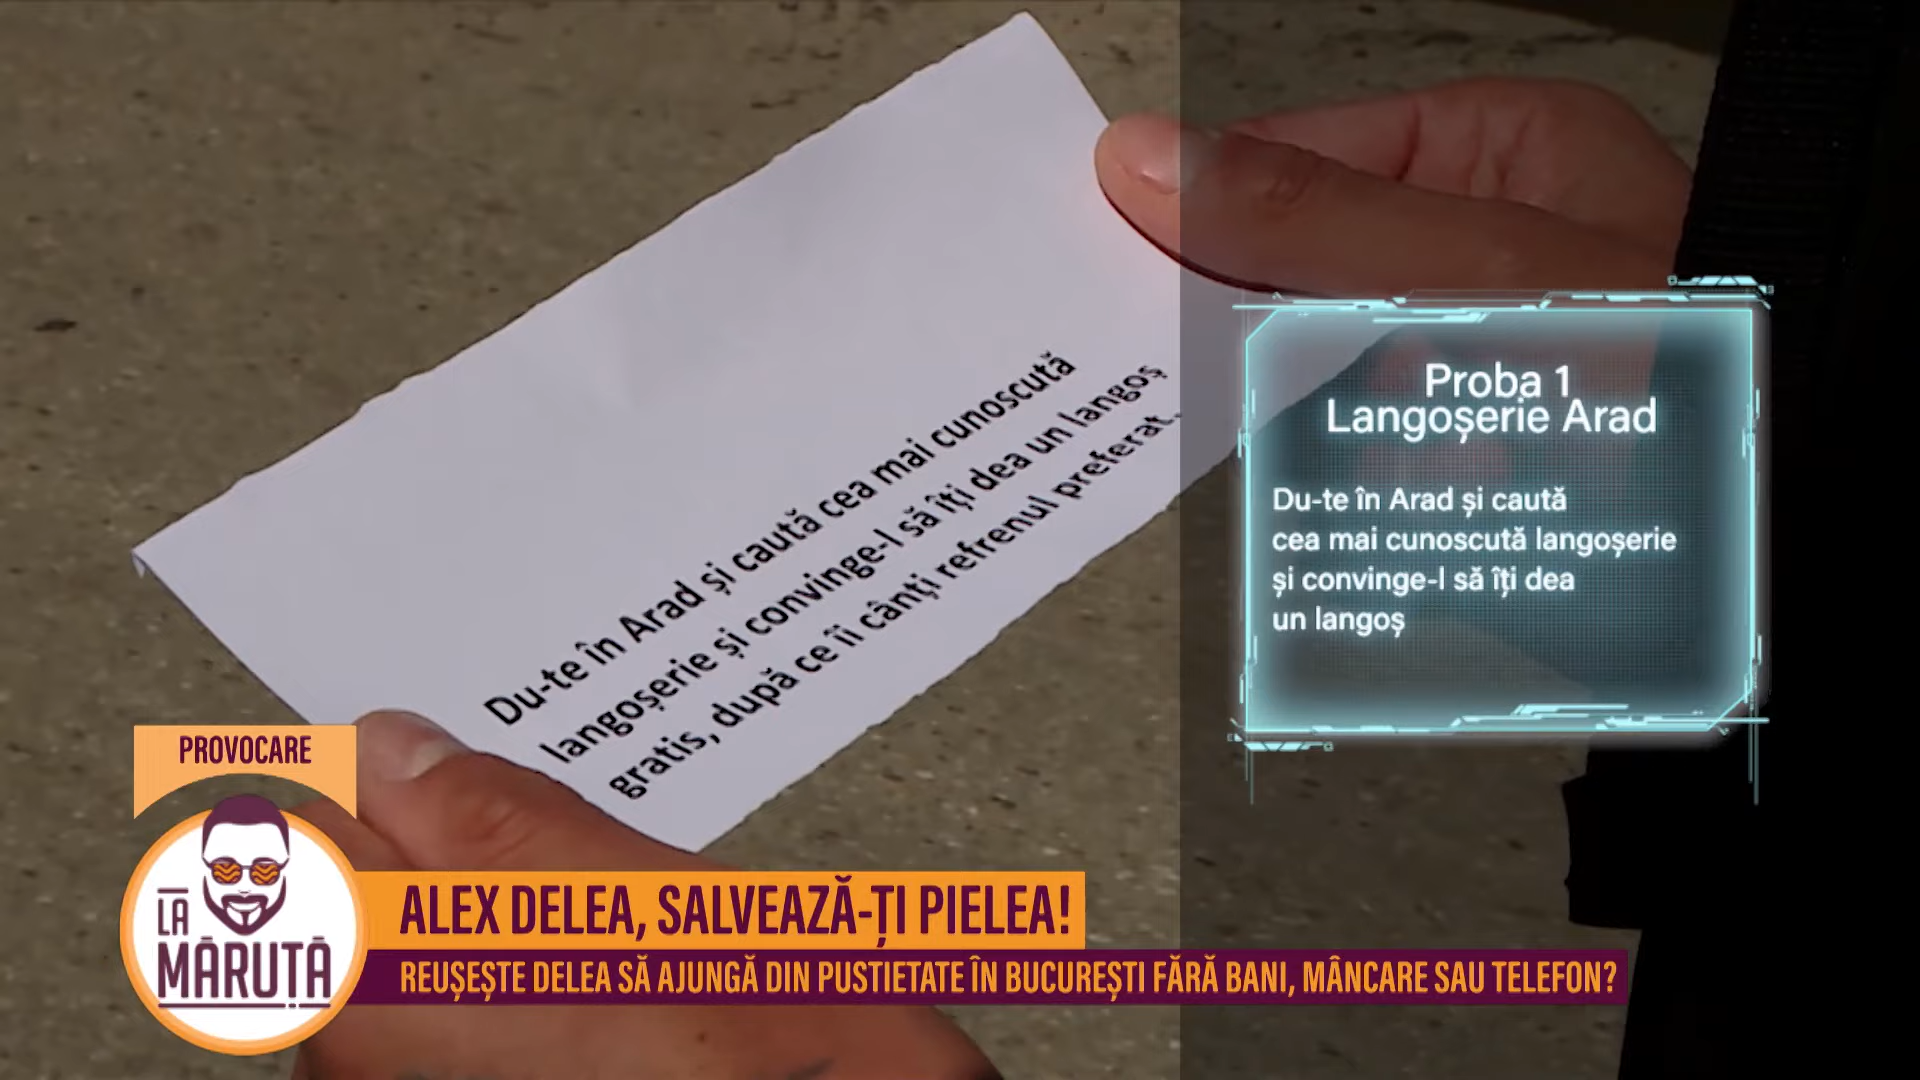 Du-te în Arad și caută cea mai cunoscută
langoșerie și convinge-l să îți dea un langoș
gratis, după ce îi cânți refrenul preferat.
Proba 1
Langoșerie Arad
Du-te în Arad și caută
cea mai cunoscută langoșerie
și convinge-l să îți dea
un langoș
PROVOCARE
LA
MĂRUȚĂ
ALEX DELEA, SALVEAZĂ-ȚI PIELEA!
REUȘEȘTE DELEA SĂ AJUNGĂ DIN PUSTIETATE ÎN BUCUREȘTI FĂRĂ BANI, MÂNCARE SAU TELEFON?